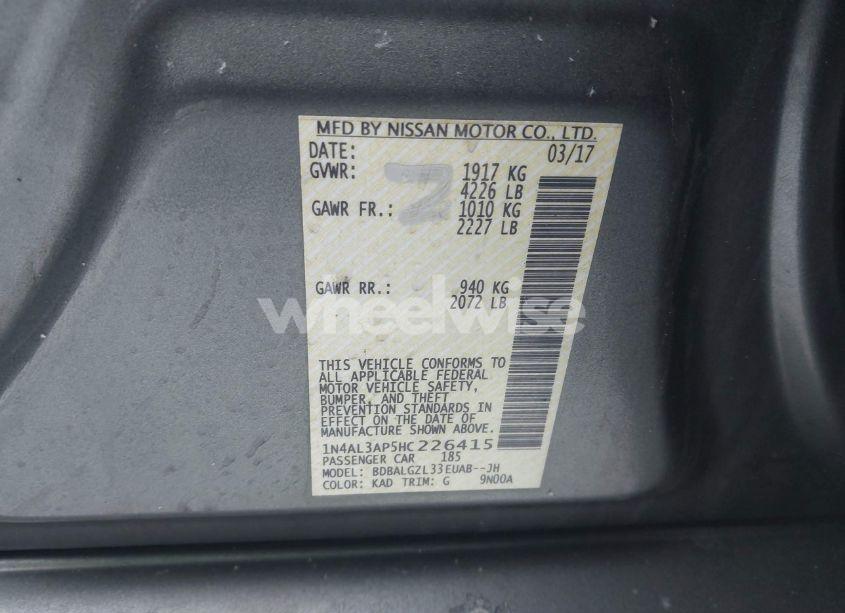 MFD BY NISSAN MOTOR CO., LTD.
DATE: 03/17
GVWR: 1917 KG
4226 LB
GAWR FR.: 1010 KG
2227 LB
Z
GAWR RR.: 940 KG
2072 LB
wheelwise
THIS VEHICLE CONFORMS TO
ALL APPLICABLE FEDERAL
MOTOR VEHICLE SAFETY,
BUMPER, AND THEFT
PREVENTION STANDARDS IN
EFFECT ON THE DATE OF
MANUFACTURE SHOWN ABOVE.
1N4AL3AP5HC226415
PASSENGER CAR 185
MODEL: BDBALGZL33EUAB--JH
COLOR: KAD TRIM: G 9N00A